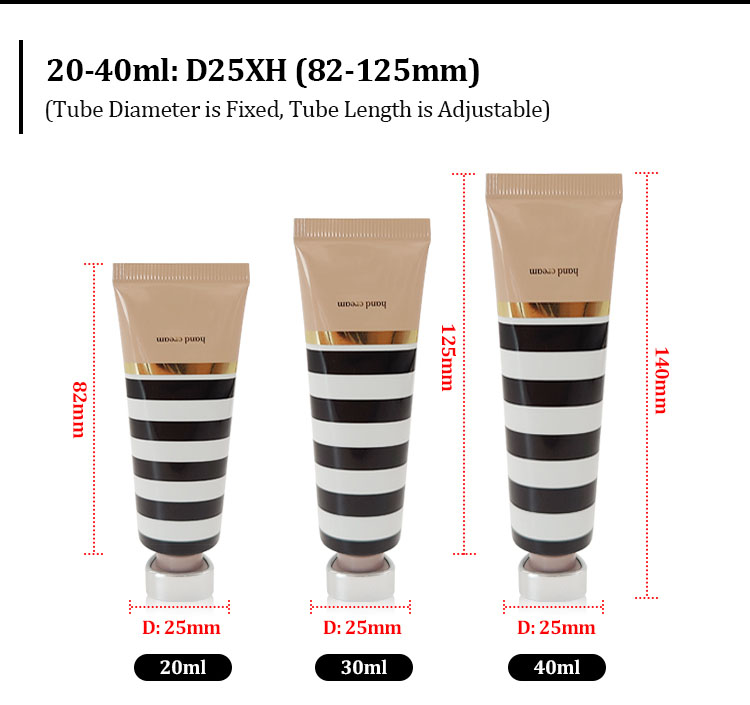 20-40ml: D25XH (82-125mm)
(Tube Diameter is Fixed, Tube Length is Adjustable)
hand cream
hand cream
hand cream
82mm
125mm
140mm
D: 25mm
D: 25mm
D: 25mm
20ml
30ml
40ml